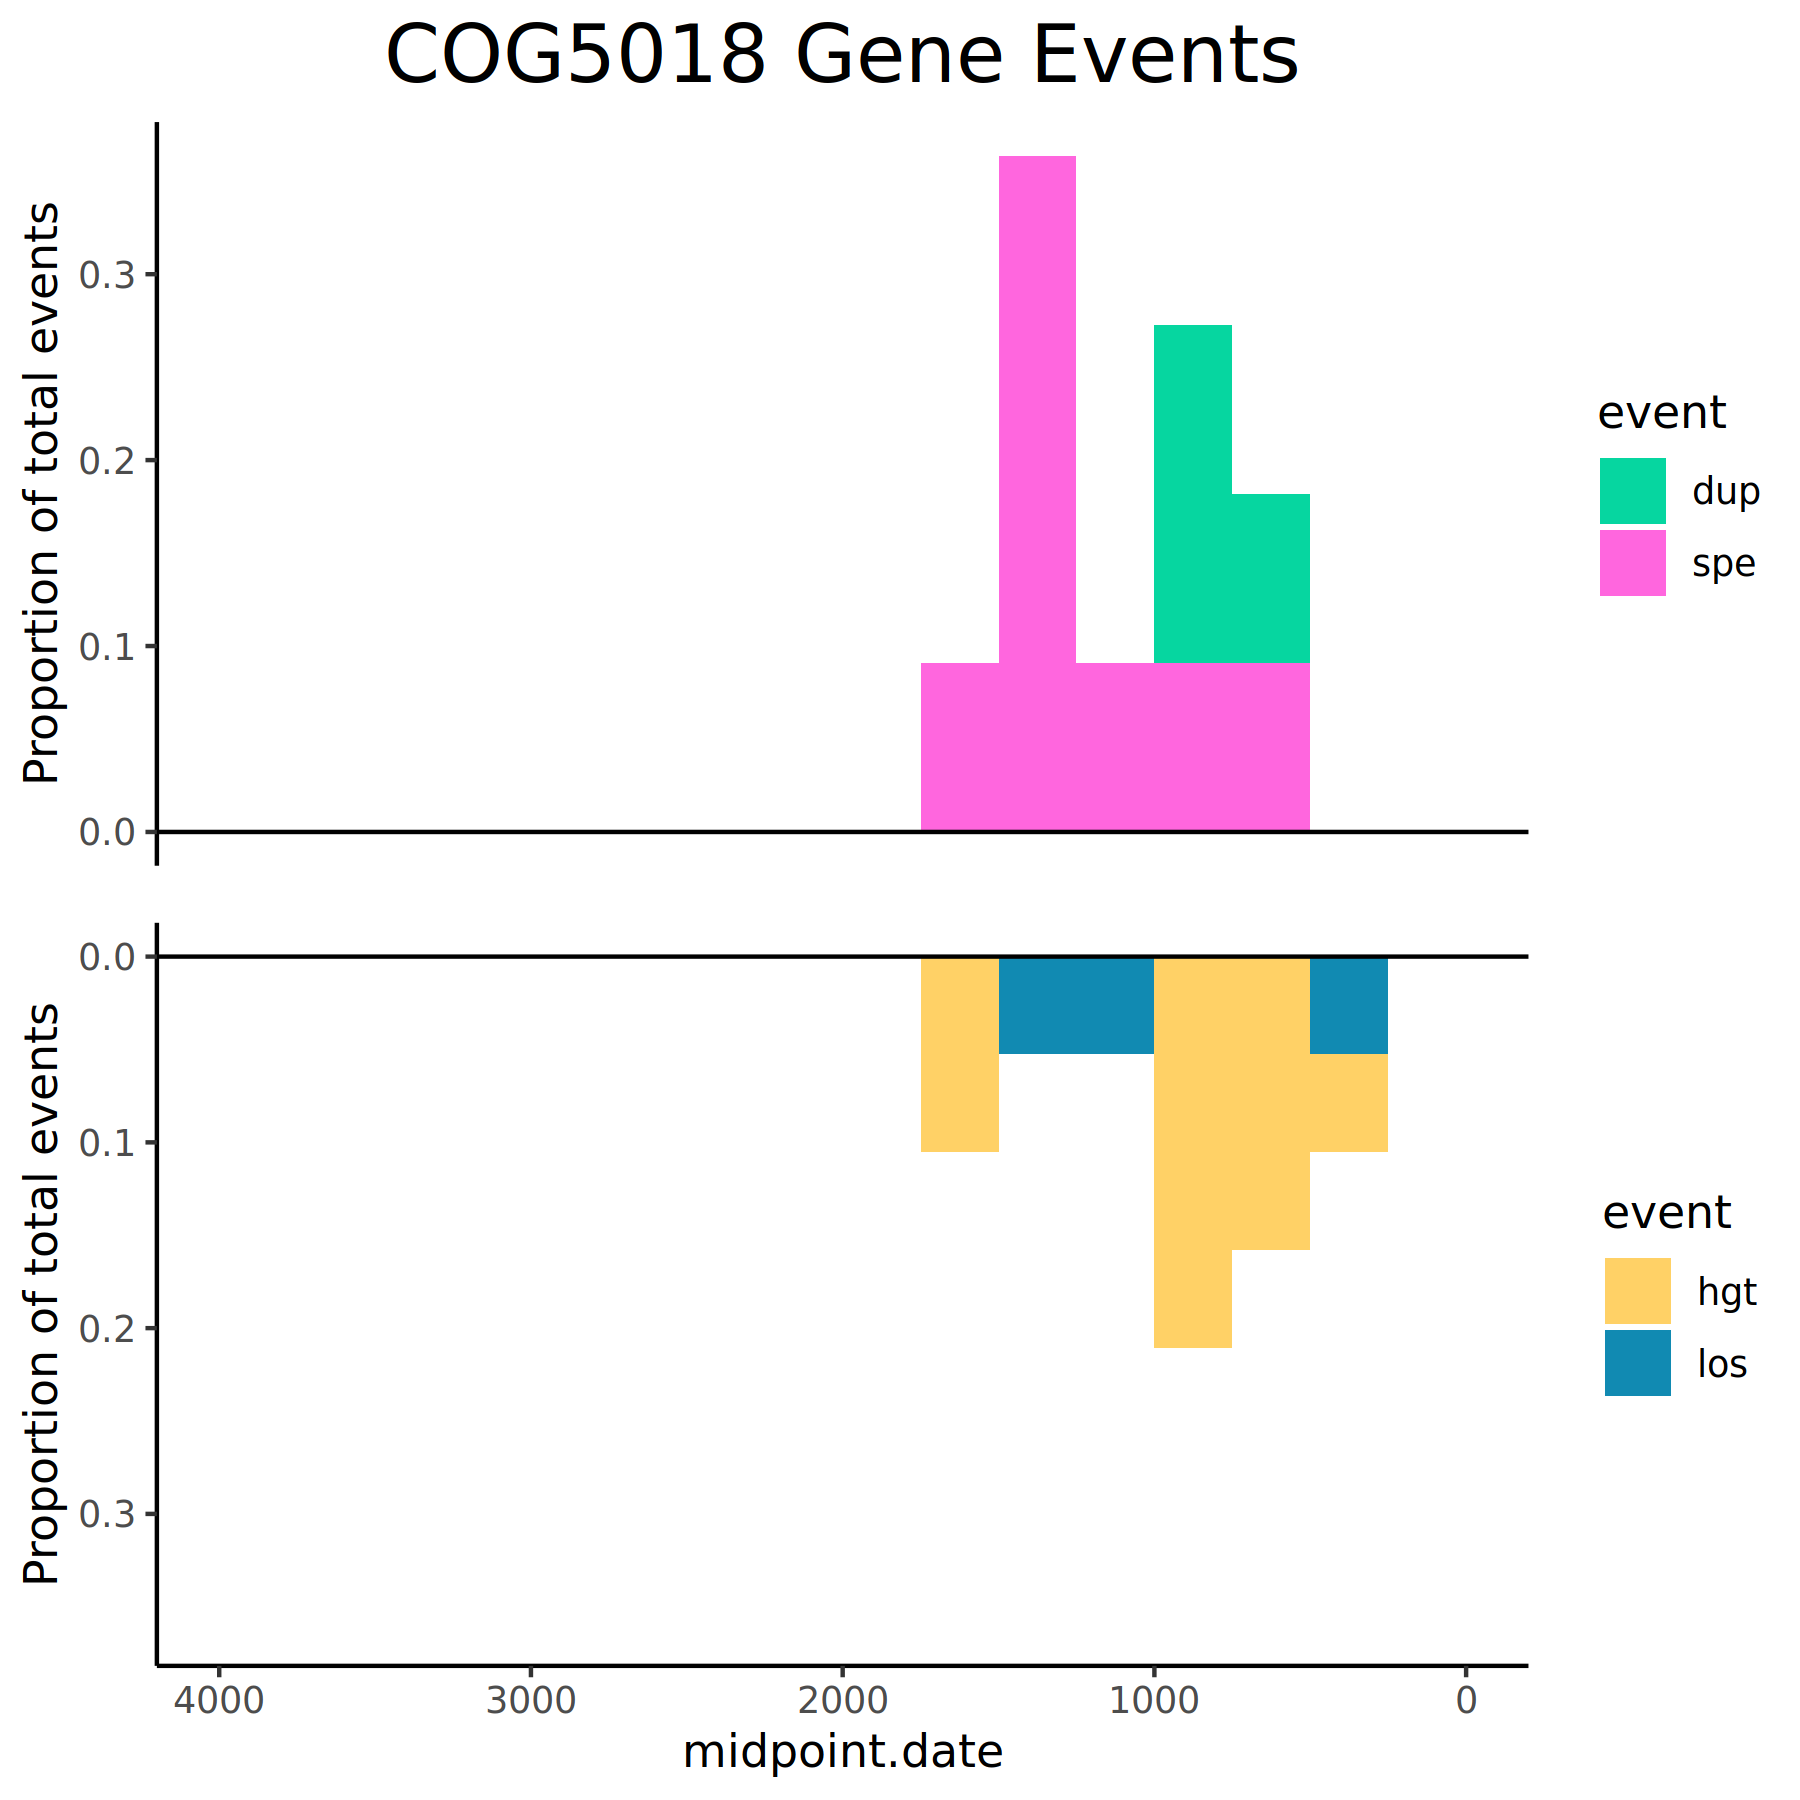 COG5018 Gene Events
Proportion of total events
0.3
0.2
0.1
0.0
event
dup
spe
Proportion of total events
0.0
0.1
0.2
0.3
event
hgt
los
4000 3000 2000 1000 0
midpoint.date